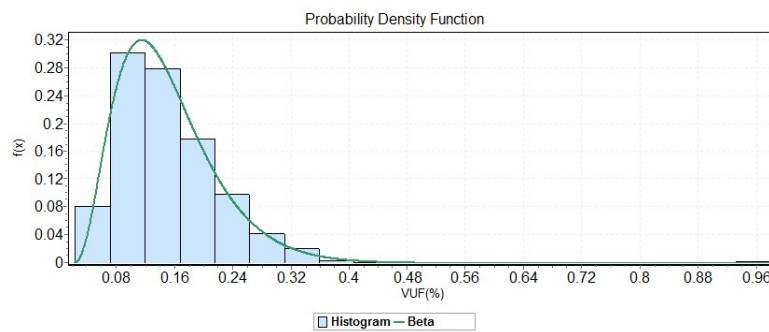 Probability Density Function
0.32
0.28
0.24
0.2
0.16
0.12
0.08
0.04
0
f(x)
0.08 0.16 0.24 0.32 0.4 0.48 0.56 0.64 0.72 0.8 0.88 0.96
VUF(%)
Histogram Beta